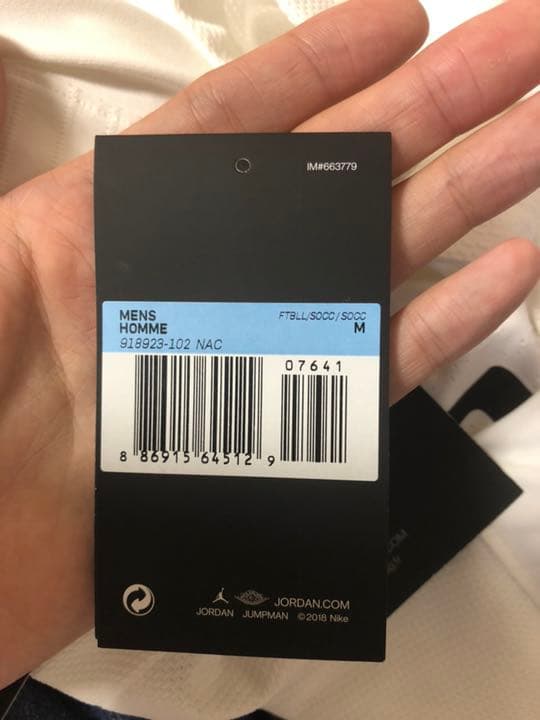 IM#663779
MENS FTBLL/SOCC/SOCC
HOMME M
918923-102 NAC
07641
8 86915 64512 9
JORDAN.COM
JORDAN JUMPMAN ©2018 Nike
.COM